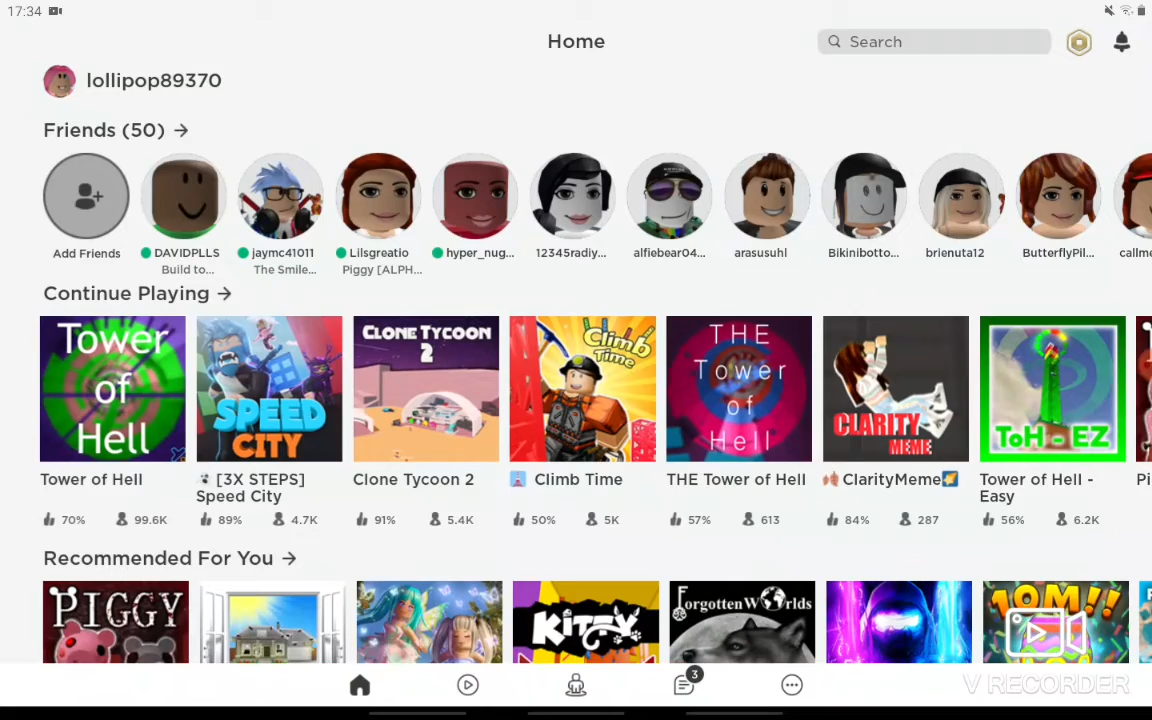 17:34
Home
Search
lollipop89370
Friends (50) →
Add Friends
DAVIDPLLS
Build to...
jaymc41011
The Smile...
Lilsgreatio
Piggy [ALPH...
hyper_nug...
12345radiy...
alfiebear04...
arasusuhl
Bikinibotto...
brienuta12
ButterflyPil...
callme
Continue Playing →
Tower
of
Hell
SPEED
CITY
CLONE TYCOON
2
Climb
Time
THE
Tower
of
Hell
CLARITY
MEME
ToH - EZ
Tower of Hell
[3X STEPS]
Speed City
Clone Tycoon 2
Climb Time
THE Tower of Hell
ClarityMeme
Tower of Hell -
Easy
Pi
70% 99.6K
89% 4.7K
91% 5.4K
50% 5K
57% 613
84% 287
56% 6.2K
Recommended For You →
PIGGY
KITTY
Forgotten Worlds
10M!!
3
V RECORDER